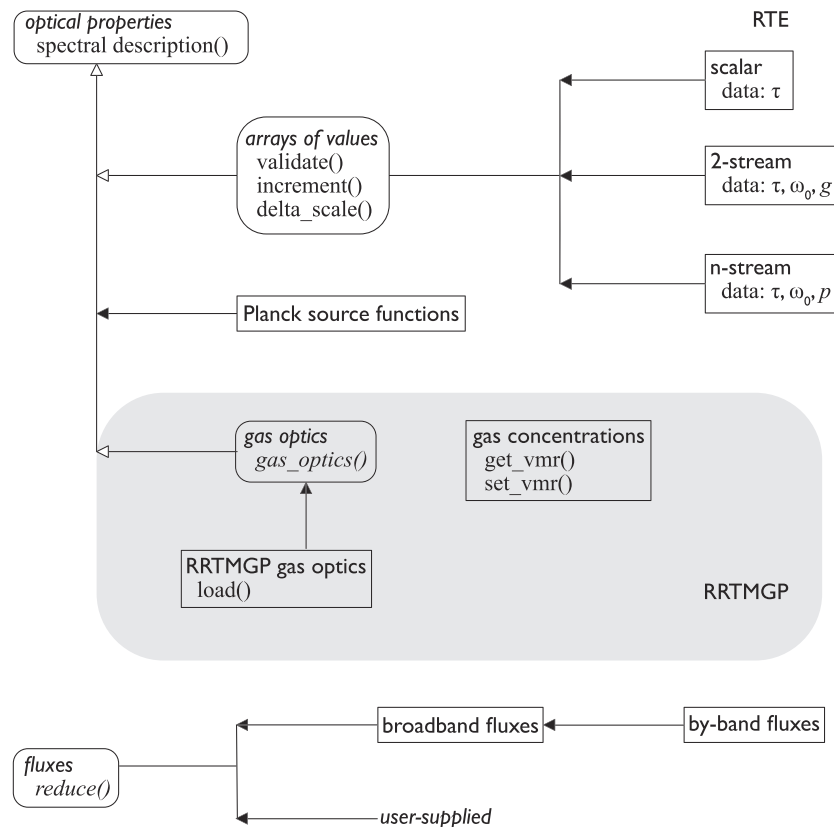 optical properties
spectral description()
RTE
scalar
data: τ
arrays of values
validate()
increment()
delta_scale()
2-stream
data: τ, ω₀, g
n-stream
data: τ, ω₀, p
Planck source functions
gas optics
gas_optics()
gas concentrations
get_vmr()
set_vmr()
RRTMGP gas optics
load()
RRTMGP
broadband fluxes
by-band fluxes
fluxes
reduce()
user-supplied